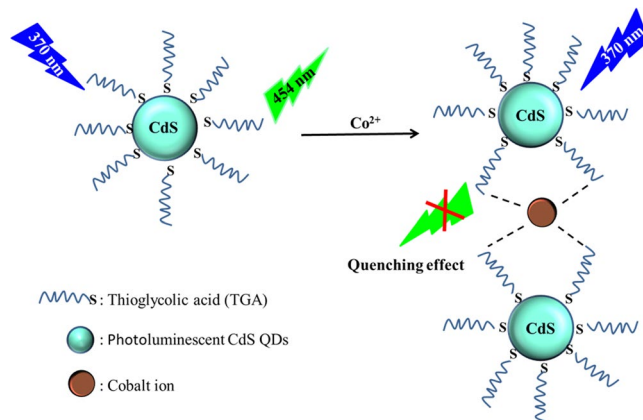 370 nm
S
S
S
S
CdS
S
S
S
S
454 nm
Co2+
370 nm
S
S
S
S
CdS
S
S
S
S
Quenching effect
S
S
S
S
CdS
S
S
S
S
S: Thioglycolic acid (TGA)
: Photoluminescent CdS QDs
: Cobalt ion